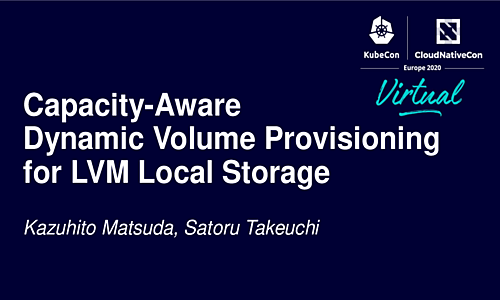 KubeCon
CloudNativeCon
Europe 2020
Virtual
Capacity-Aware
Dynamic Volume Provisioning
for LVM Local Storage
Kazuhito Matsuda, Satoru Takeuchi